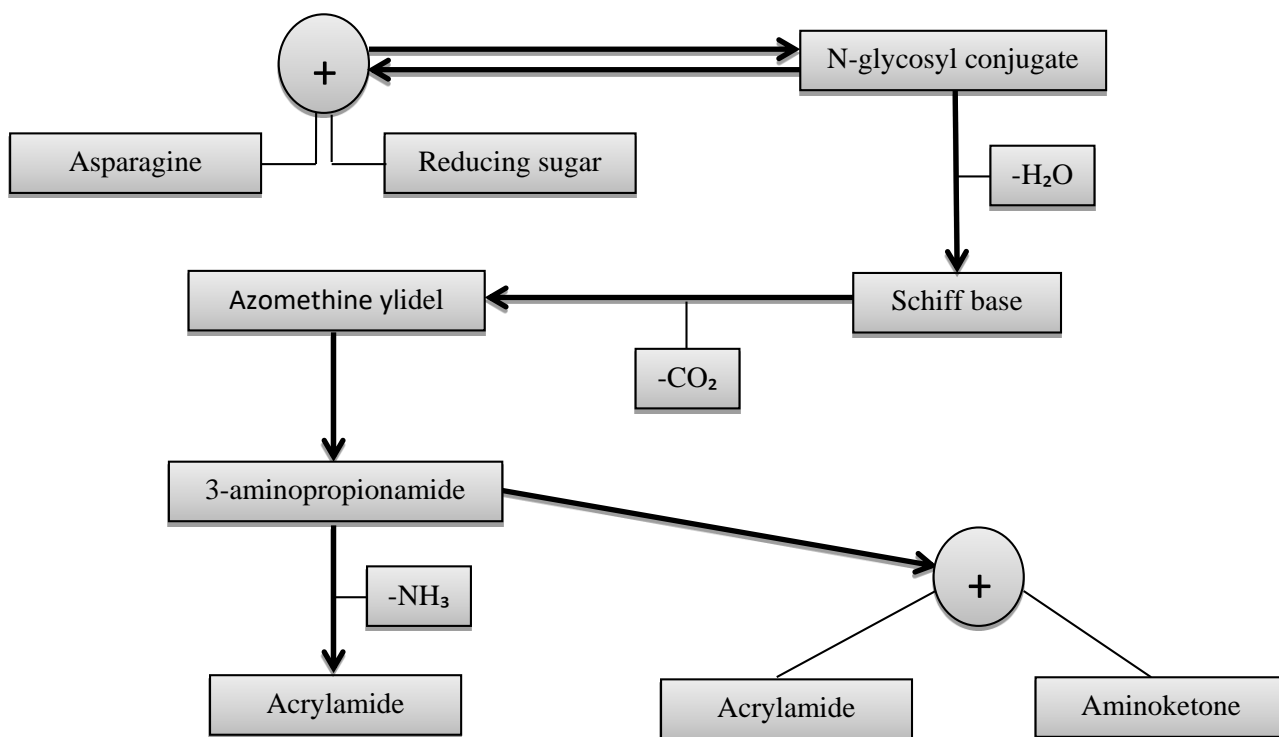 +
N-glycosyl conjugate
Asparagine
Reducing sugar
-H₂O
Azomethine ylidel
Schiff base
-CO₂
3-aminopropionamide
+
-NH₃
Acrylamide
Acrylamide
Aminoketone